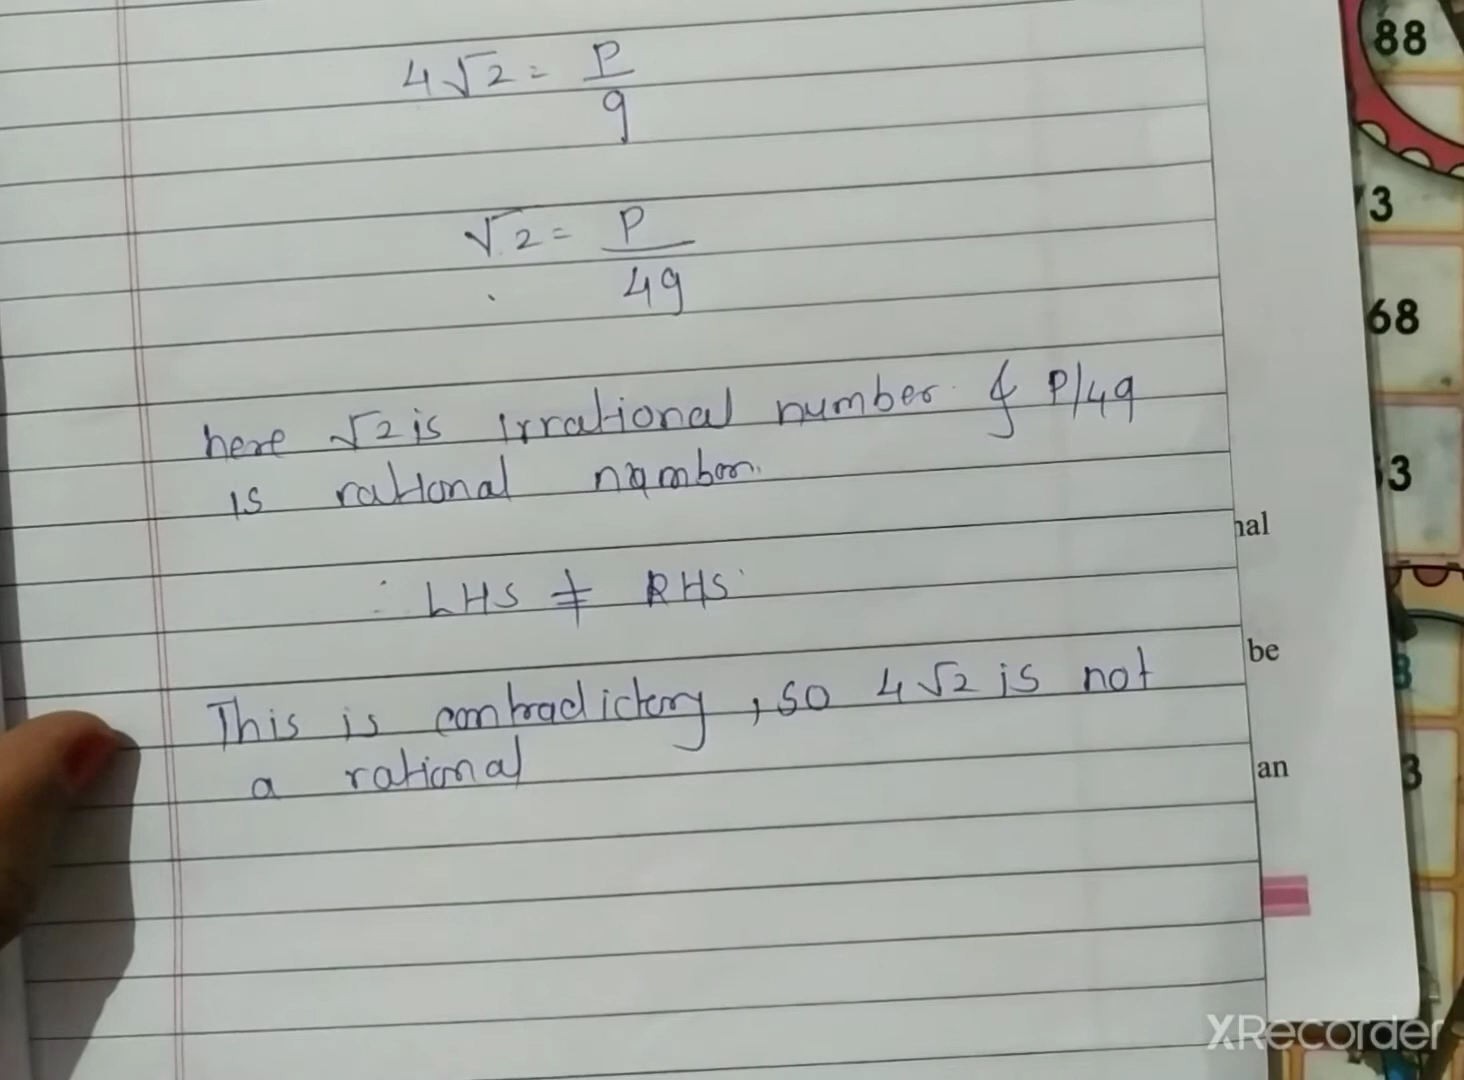 4√2 = P/q
√2 = P/4q
here √2 is irrational number & P/4q
is rational number.
∴ LHS ≠ RHS
This is contradictory, so 4√2 is not
a rational
88
3
68
3
nal
be
an
3
XRecorder